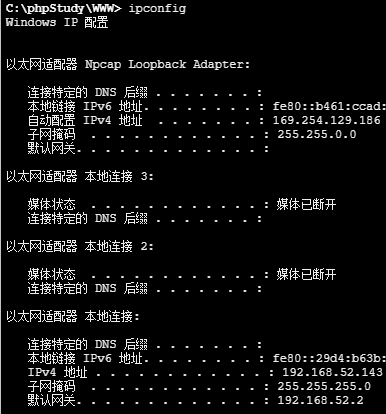 C:\phpStudy\WWW> ipconfig
Windows IP 配置
以太网适配器 Npcap Loopback Adapter:
连接特定的 DNS 后缀 . . . . . . . :
本地链接 IPv6 地址. . . . . . . . : fe80::b461:ccad:
自动配置 IPv4 地址 . . . . . . . : 169.254.129.186
子网掩码 . . . . . . . . . . . . : 255.255.0.0
默认网关. . . . . . . . . . . . . :
以太网适配器 本地连接 3:
媒体状态 . . . . . . . . . . . . : 媒体已断开
连接特定的 DNS 后缀 . . . . . . . :
以太网适配器 本地连接 2:
媒体状态 . . . . . . . . . . . . : 媒体已断开
连接特定的 DNS 后缀 . . . . . . . :
以太网适配器 本地连接:
连接特定的 DNS 后缀 . . . . . . . :
本地链接 IPv6 地址. . . . . . . . : fe80::29d4:b63b:
IPv4 地址 . . . . . . . . . . . . : 192.168.52.143
子网掩码 . . . . . . . . . . . . : 255.255.255.0
默认网关. . . . . . . . . . . . . : 192.168.52.2